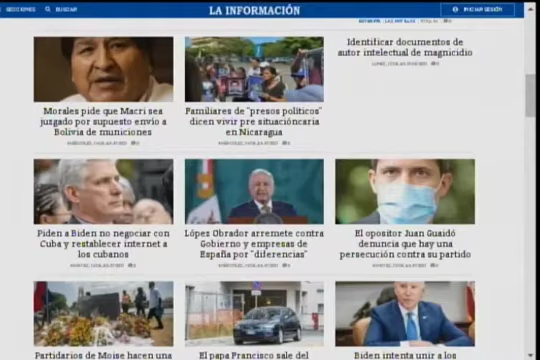 SECCIONES BUSCAR
LA INFORMACIÓN
INICIAR SESIÓN
Identificar documentos de
autor intelectual de magnicidio
Morales pide que Macri sea
juzgado por supuesto envío a
Bolivia de municiones
Familiares de "presos políticos"
dicen vivir pre situacióncaria
en Nicaragua
Piden a Biden no negociar con
Cuba y restablecer internet a
los cubanos
López Obrador arremete contra
Gobierno y empresas de
España por "diferencias"
El opositor Juan Guaidó
denuncia que hay una
persecución contra su partido
Partidarios de Moise hacen una
El papa Francisco sale del
Biden intenta unir a los